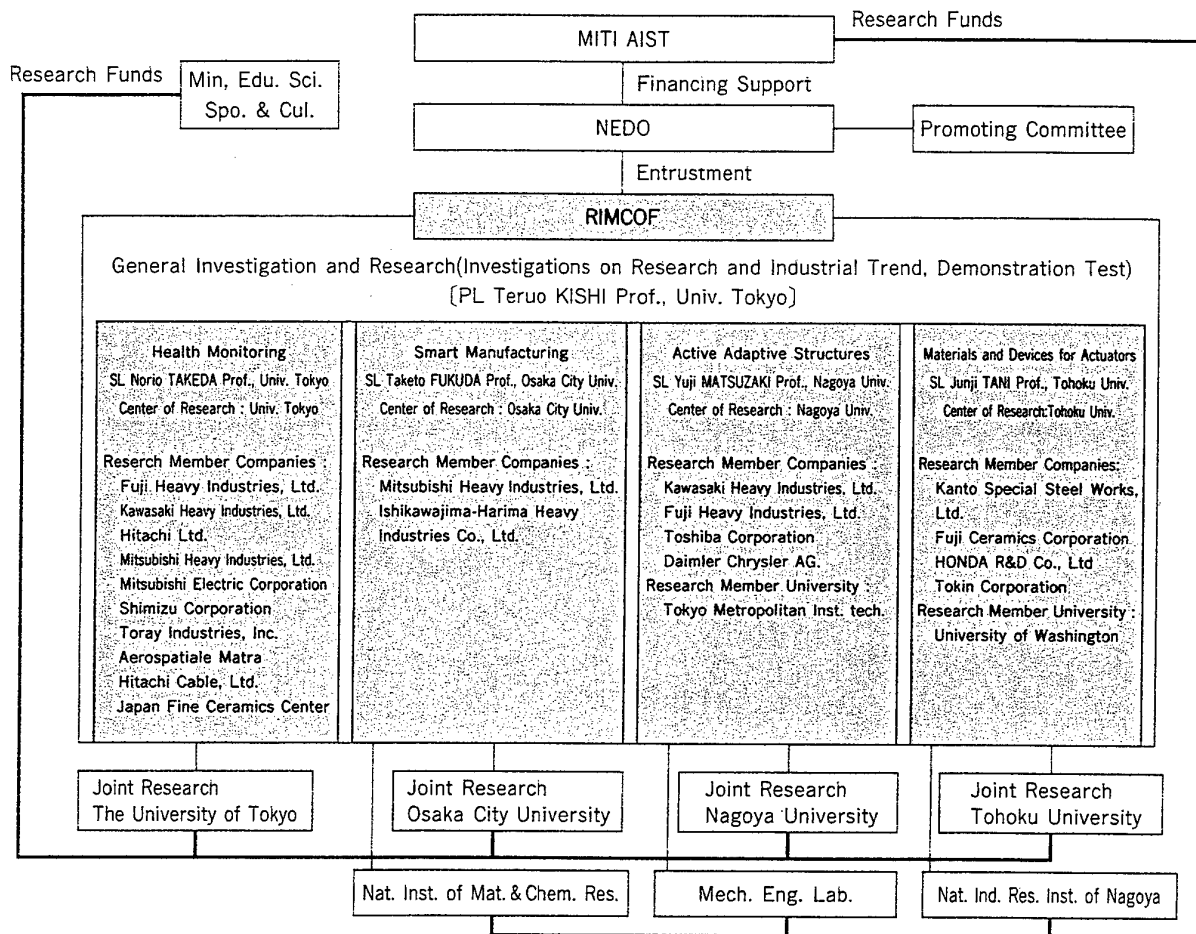 Research Funds
MITI AIST
Research Funds
Min, Edu. Sci.
Spo. & Cul.
Financing Support
NEDO
Promoting Committee
Entrustment
RIMCOF
General Investigation and Research(Investigations on Research and Industrial Trend, Demonstration Test)
[PL Teruo KISHI Prof., Univ. Tokyo]
Health Monitoring
SL Norio TAKEDA Prof., Univ. Tokyo
Center of Research : Univ. Tokyo
Reserch Member Companies :
Fuji Heavy Industries, Ltd.
Kawasaki Heavy Industries, Ltd.
Hitachi Ltd.
Mitsubishi Heavy Industries, Ltd.
Mitsubishi Electric Corporation
Shimizu Corporation
Toray Industries, Inc.
Aerospatiale Matra
Hitachi Cable, Ltd.
Japan Fine Ceramics Center
Smart Manufacturing
SL Taketo FUKUDA Prof., Osaka City Univ.
Center of Research : Osaka City Univ.
Research Member Companies :
Mitsubishi Heavy Industries, Ltd.
Ishikawajima-Harima Heavy
Industries Co., Ltd.
Active Adaptive Structures
SL Yuji MATSUZAKI Prof., Nagoya Univ.
Center of Research : Nagoya Univ.
Research Member Companies :
Kawasaki Heavy Industries, Ltd.
Fuji Heavy Industries, Ltd.
Toshiba Corporation
Daimler Chrysler AG.
Research Member University :
Tokyo Metropolitan Inst. tech.
Materials and Devices for Actuators
SL Junji TANI Prof., Tohoku Univ.
Center of Research:Tohoku Univ.
Research Member Companies:
Kanto Special Steel Works,
Ltd.
Fuji Ceramics Corporation
HONDA R&D Co., Ltd
Tokin Corporation
Research Member University :
University of Washington
Joint Research
The University of Tokyo
Joint Research
Osaka City University
Joint Research
Nagoya University
Joint Research
Tohoku University
Nat. Inst. of Mat. & Chem. Res.
Mech. Eng. Lab.
Nat. Ind. Res. Inst. of Nagoya